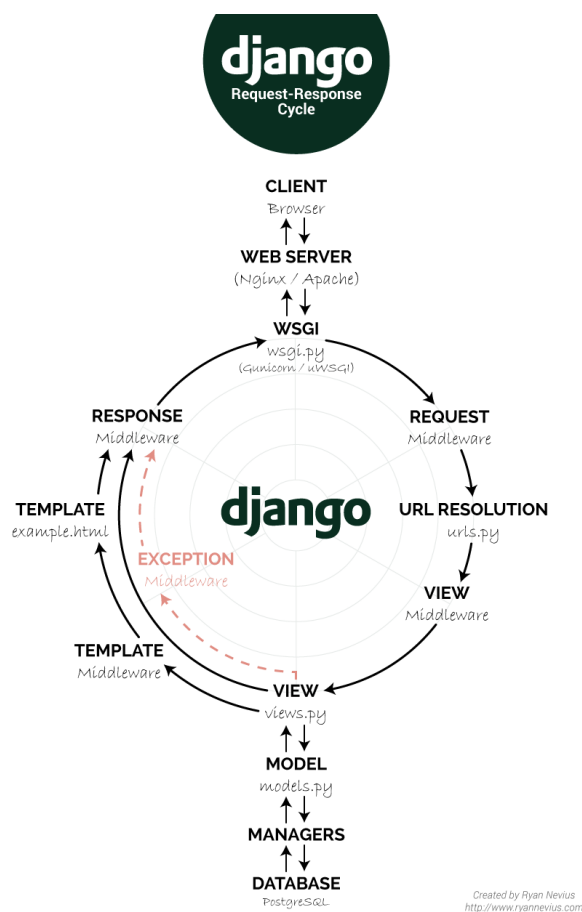 django
Request-Response
Cycle
CLIENT
Browser
WEB SERVER
(Nginx / Apache)
WSGI
wsgi.py
(Gunicorn / uWSGI)
RESPONSE
Middleware
REQUEST
Middleware
TEMPLATE
example.html
django
URL RESOLUTION
urls.py
EXCEPTION
Middleware
VIEW
Middleware
TEMPLATE
Middleware
VIEW
views.py
MODEL
models.py
MANAGERS
DATABASE
PostgreSQL
Created by Ryan Nevius
http://www.ryannevius.com